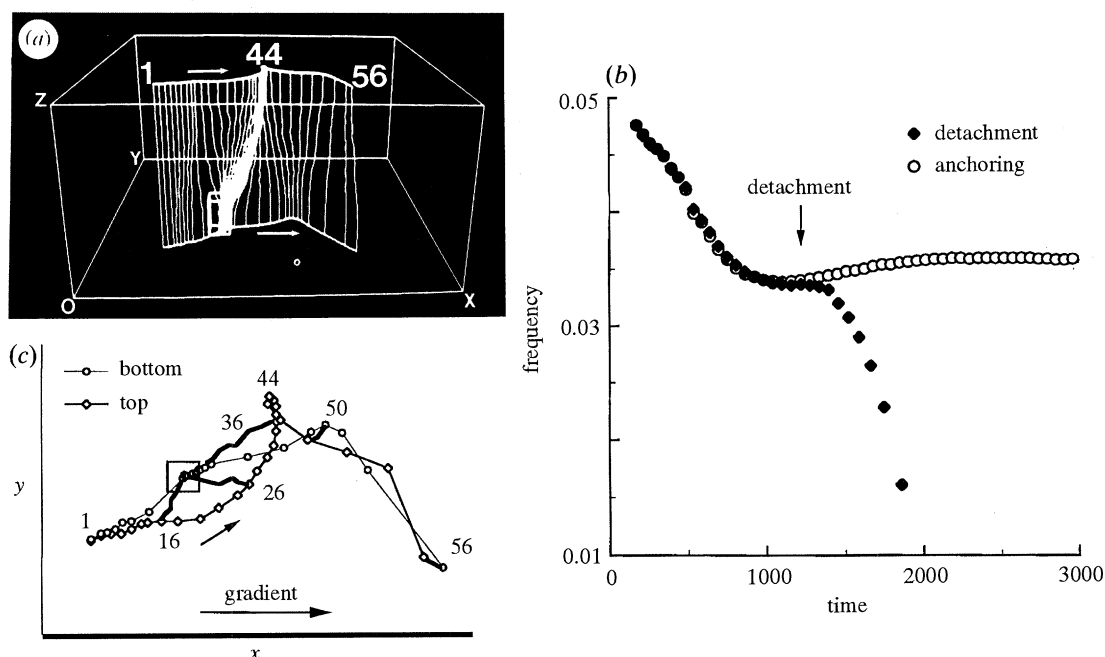 (a)
1
44
56
Z
Y
O
X
(b)
0.05
0.03
0.01
detachment
anchoring
detachment
frequency
0
1000
2000
3000
time
(c)
bottom
top
44
36
50
26
1
16
56
y
gradient
x